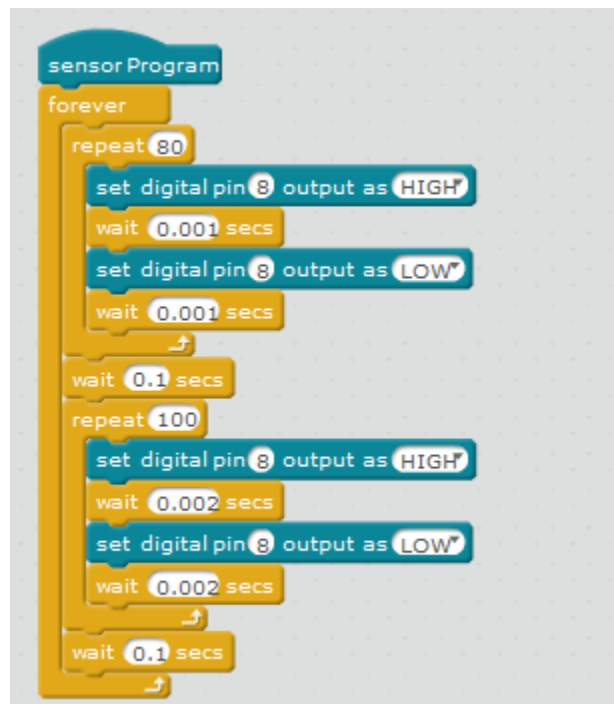 sensor Program
forever
repeat 80
set digital pin 8 output as HIGH
wait 0.001 secs
set digital pin 8 output as LOW
wait 0.001 secs
wait 0.1 secs
repeat 100
set digital pin 8 output as HIGH
wait 0.002 secs
set digital pin 8 output as LOW
wait 0.002 secs
wait 0.1 secs